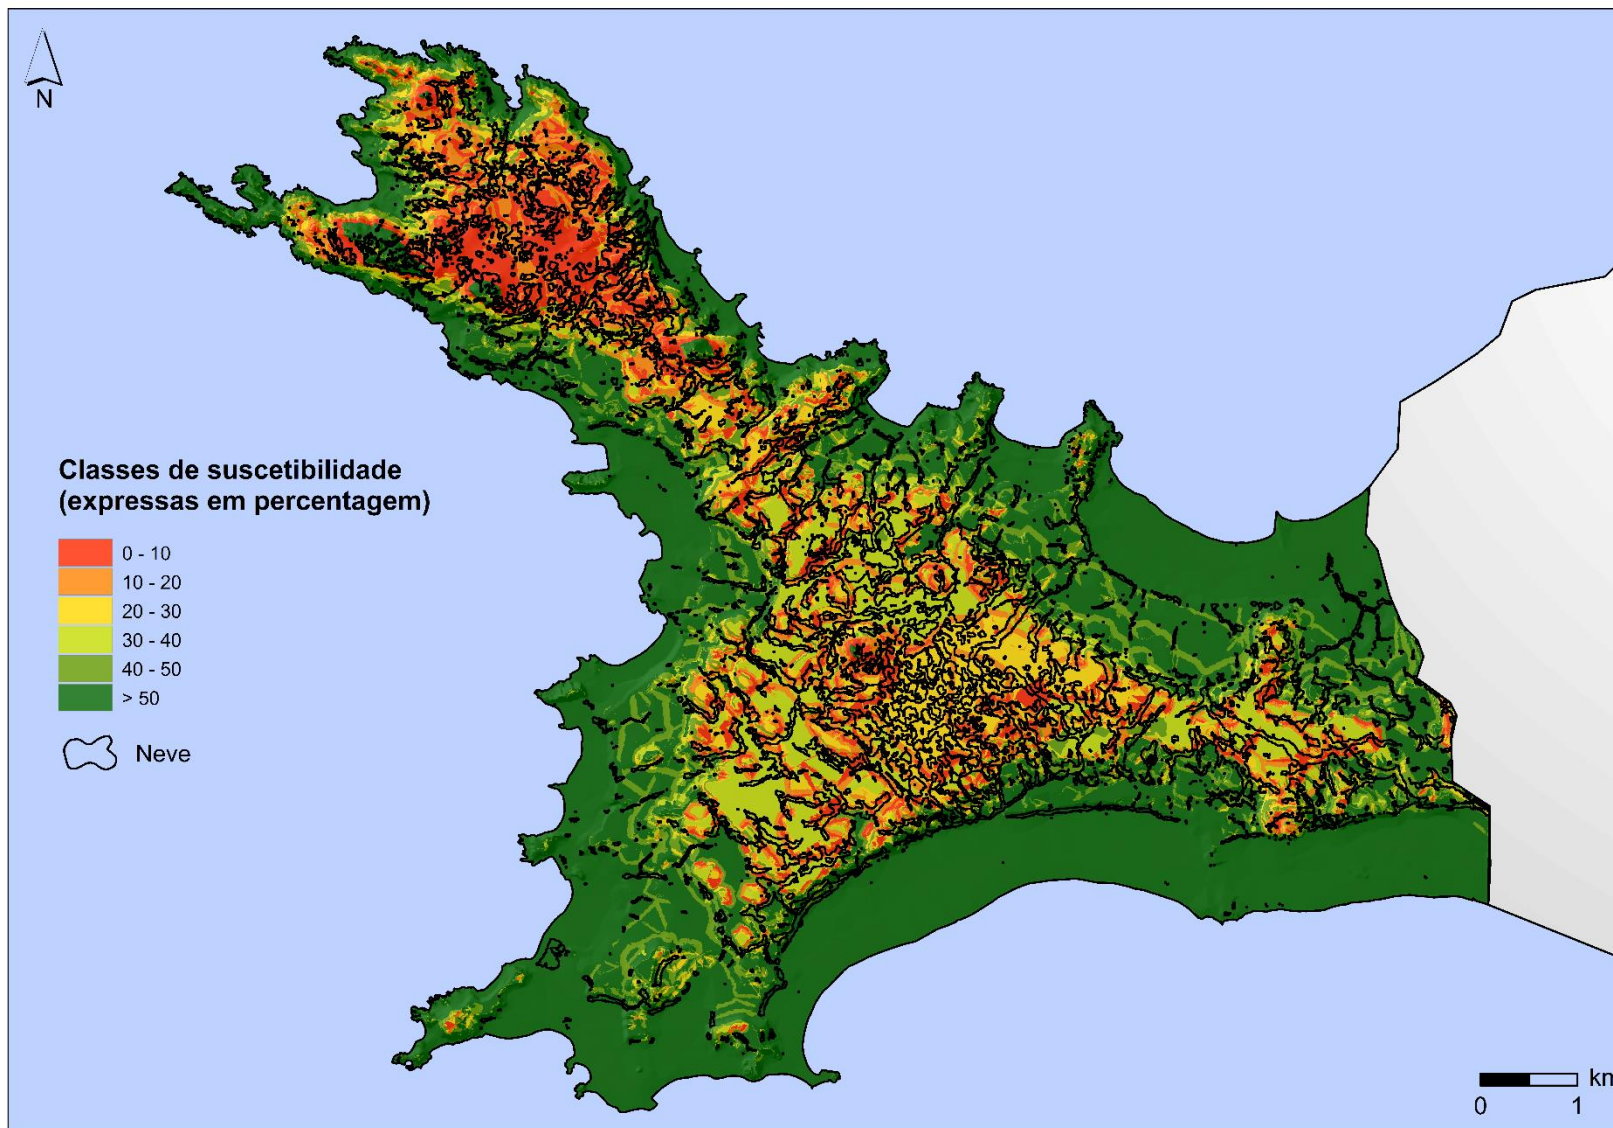 N
Classes de suscetibilidade
(expressas em percentagem)
0 - 10
10 - 20
20 - 30
30 - 40
40 - 50
> 50
Neve
km
0 1